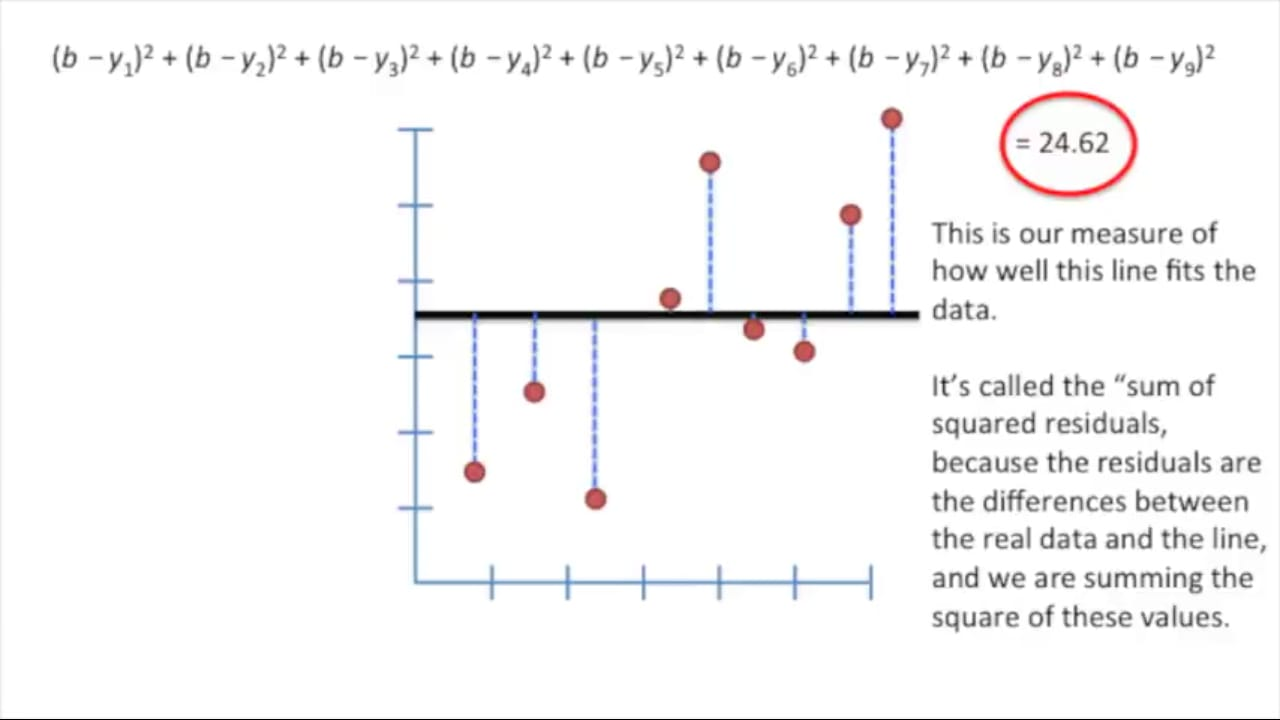 (b – y₁)² + (b – y₂)² + (b – y₃)² + (b – y₄)² + (b – y₅)² + (b – y₆)² + (b – y₇)² + (b – y₈)² + (b – y₉)²
= 24.62
This is our measure of
how well this line fits the
data.
It’s called the “sum of
squared residuals,
because the residuals are
the differences between
the real data and the line,
and we are summing the
square of these values.